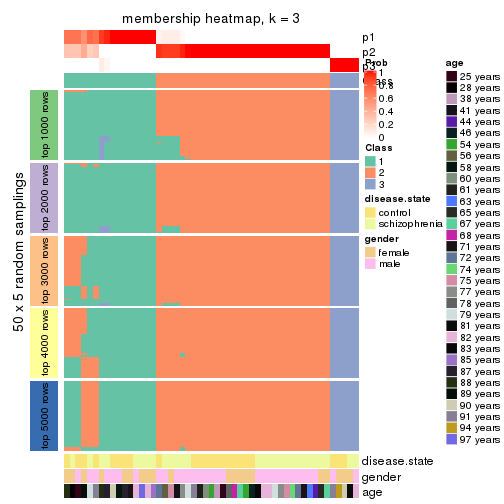 membership heatmap, k = 3
p1
p2
p3
Class
50 x 5 random samplings
top 1000 rows
top 2000 rows
top 3000 rows
top 4000 rows
top 5000 rows
disease.state
gender
age
Prob
1
0.8
0.6
0.4
0.2
0
Class
1
2
3
disease.state
control
schizophrenia
gender
female
male
age
25 years
28 years
38 years
41 years
44 years
46 years
54 years
56 years
58 years
60 years
61 years
63 years
65 years
67 years
68 years
71 years
72 years
74 years
75 years
77 years
78 years
79 years
81 years
82 years
83 years
85 years
87 years
88 years
89 years
90 years
91 years
94 years
97 years